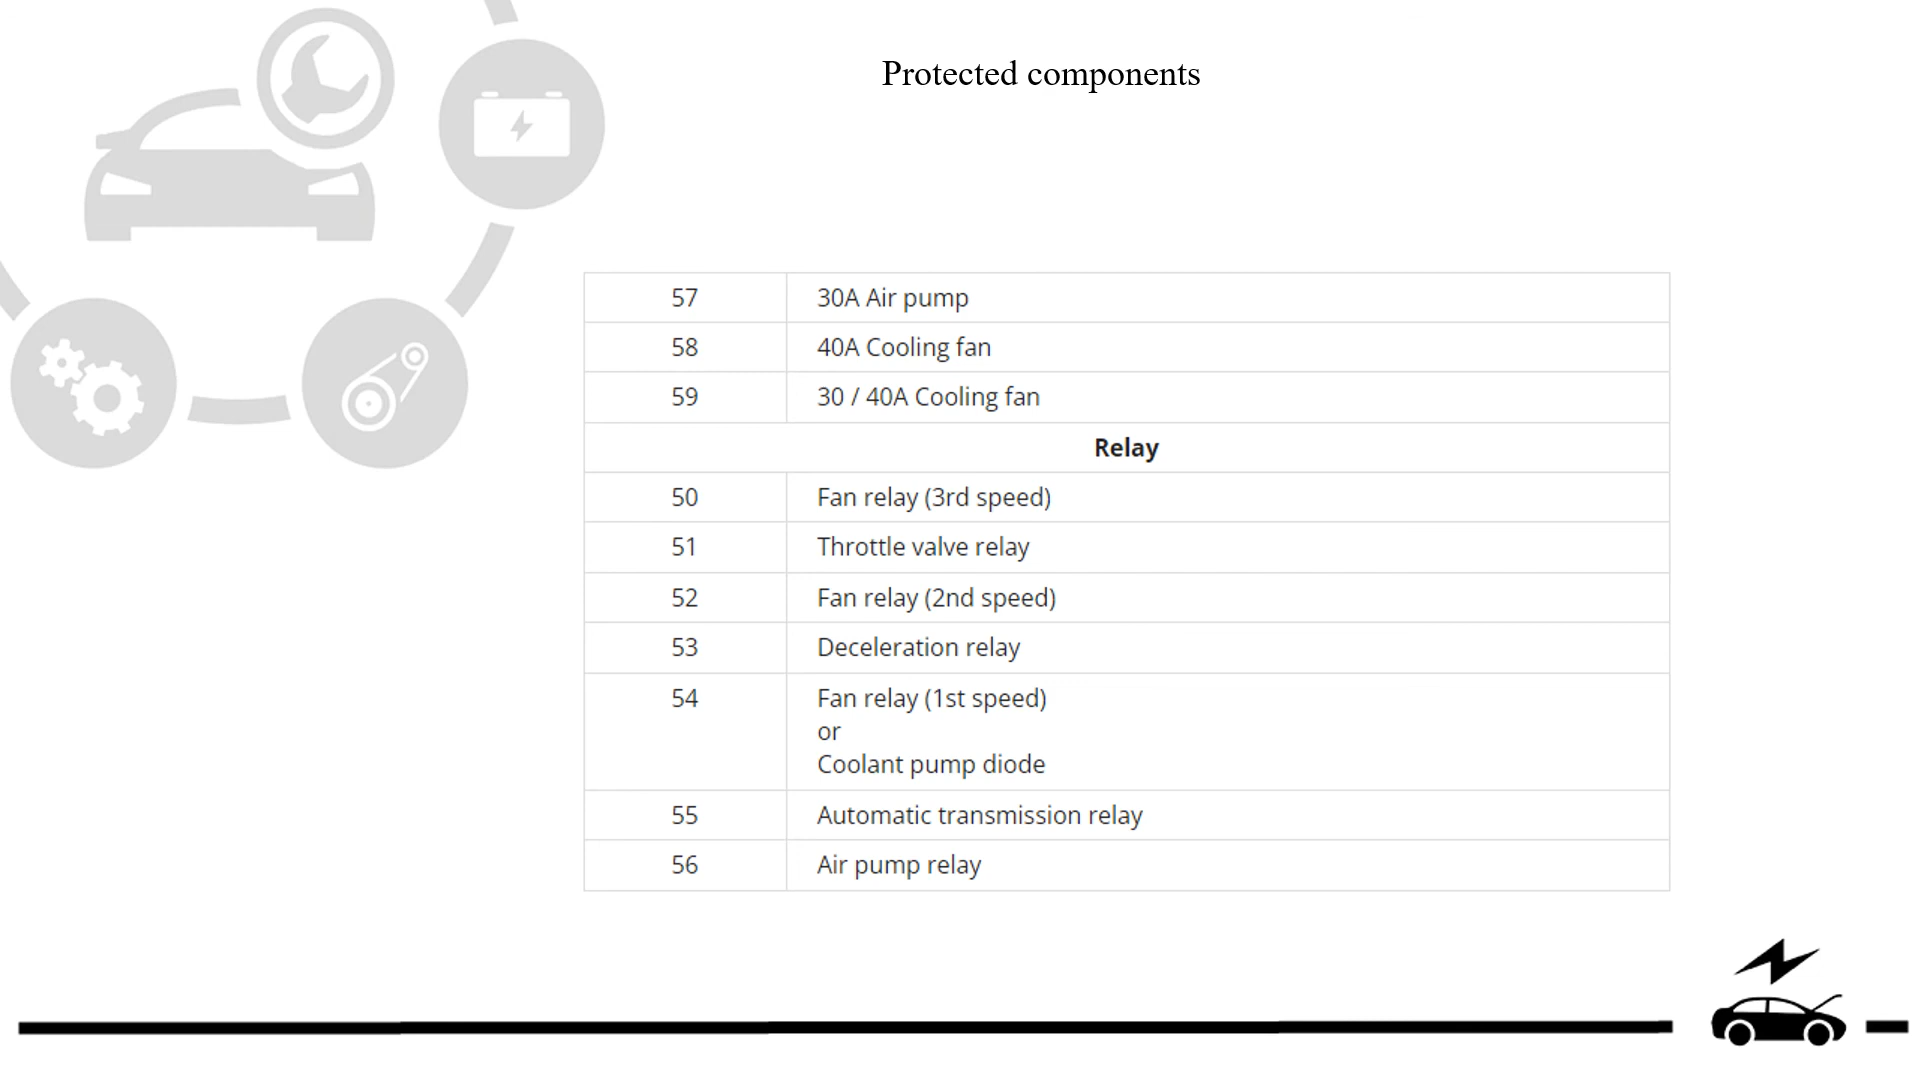 Protected components
57 30A Air pump
58 40A Cooling fan
59 30 / 40A Cooling fan
Relay
50 Fan relay (3rd speed)
51 Throttle valve relay
52 Fan relay (2nd speed)
53 Deceleration relay
54 Fan relay (1st speed)
or
Coolant pump diode
55 Automatic transmission relay
56 Air pump relay